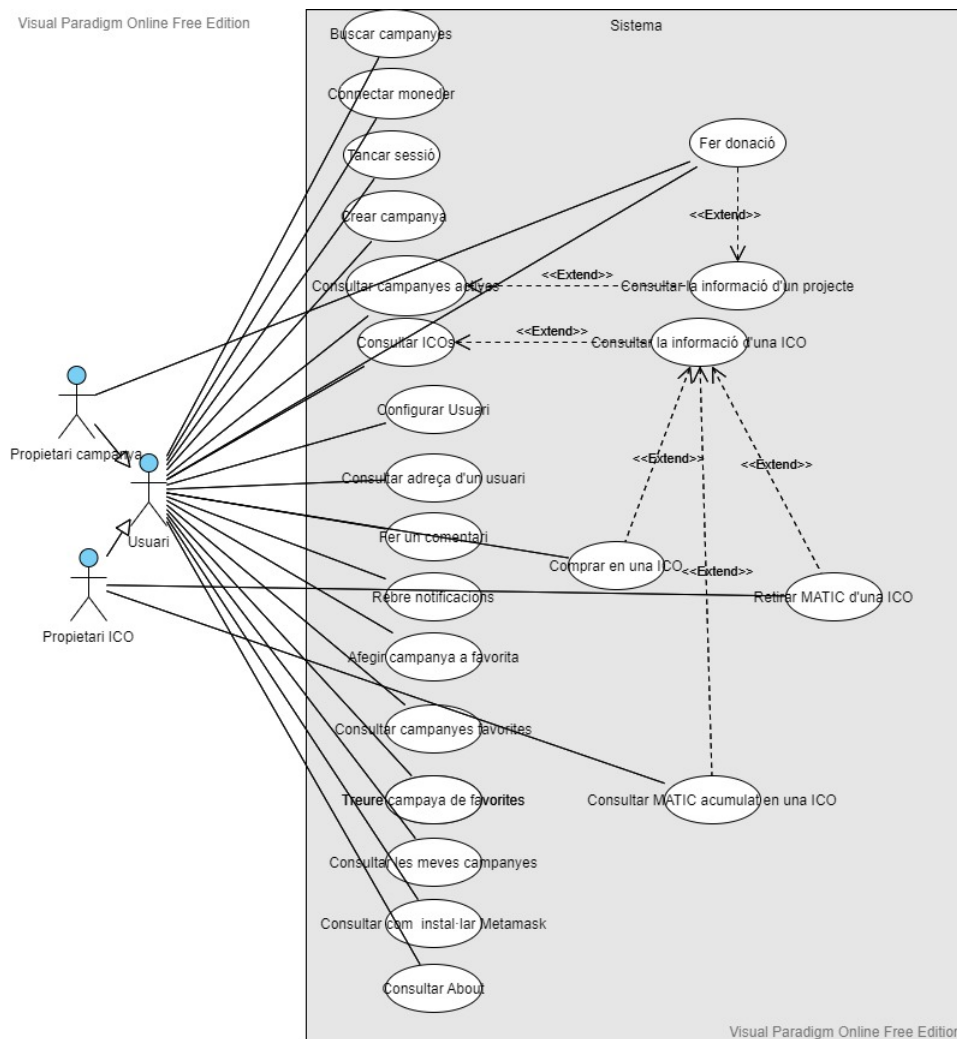 Visual Paradigm Online Free Edition
Sistema
Buscar campanyes
Connectar moneder
Tancar sessió
Fer donació
Crear campanya
<<Extend>>
Consultar campanyes actives
<<Extend>>
Consultar la informació d'un projecte
Consultar ICOs
<<Extend>>
Consultar la informació d'una ICO
Configurar Usuari
Propietari campanya
<<Extend>>
<<Extend>>
Consultar adreça d'un usuari
Usuari
Fer un comentari
Comprar en una ICO
<<Extend>>
Rebre notificacions
Retirar MATIC d'una ICO
Propietari ICO
Afegir campanya a favorita
Consultar campanyes favorites
Treure campaya de favorites
Consultar MATIC acumulat en una ICO
Consultar les meves campanyes
Consultar com instal·lar Metamask
Consultar About
Visual Paradigm Online Free Edition